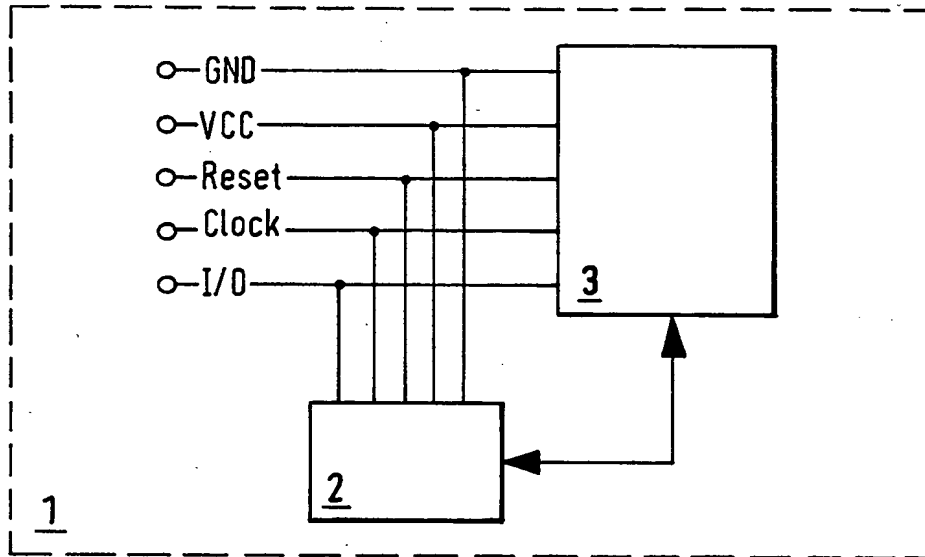 GND
VCC
Reset
Clock
I/O
3
2
1